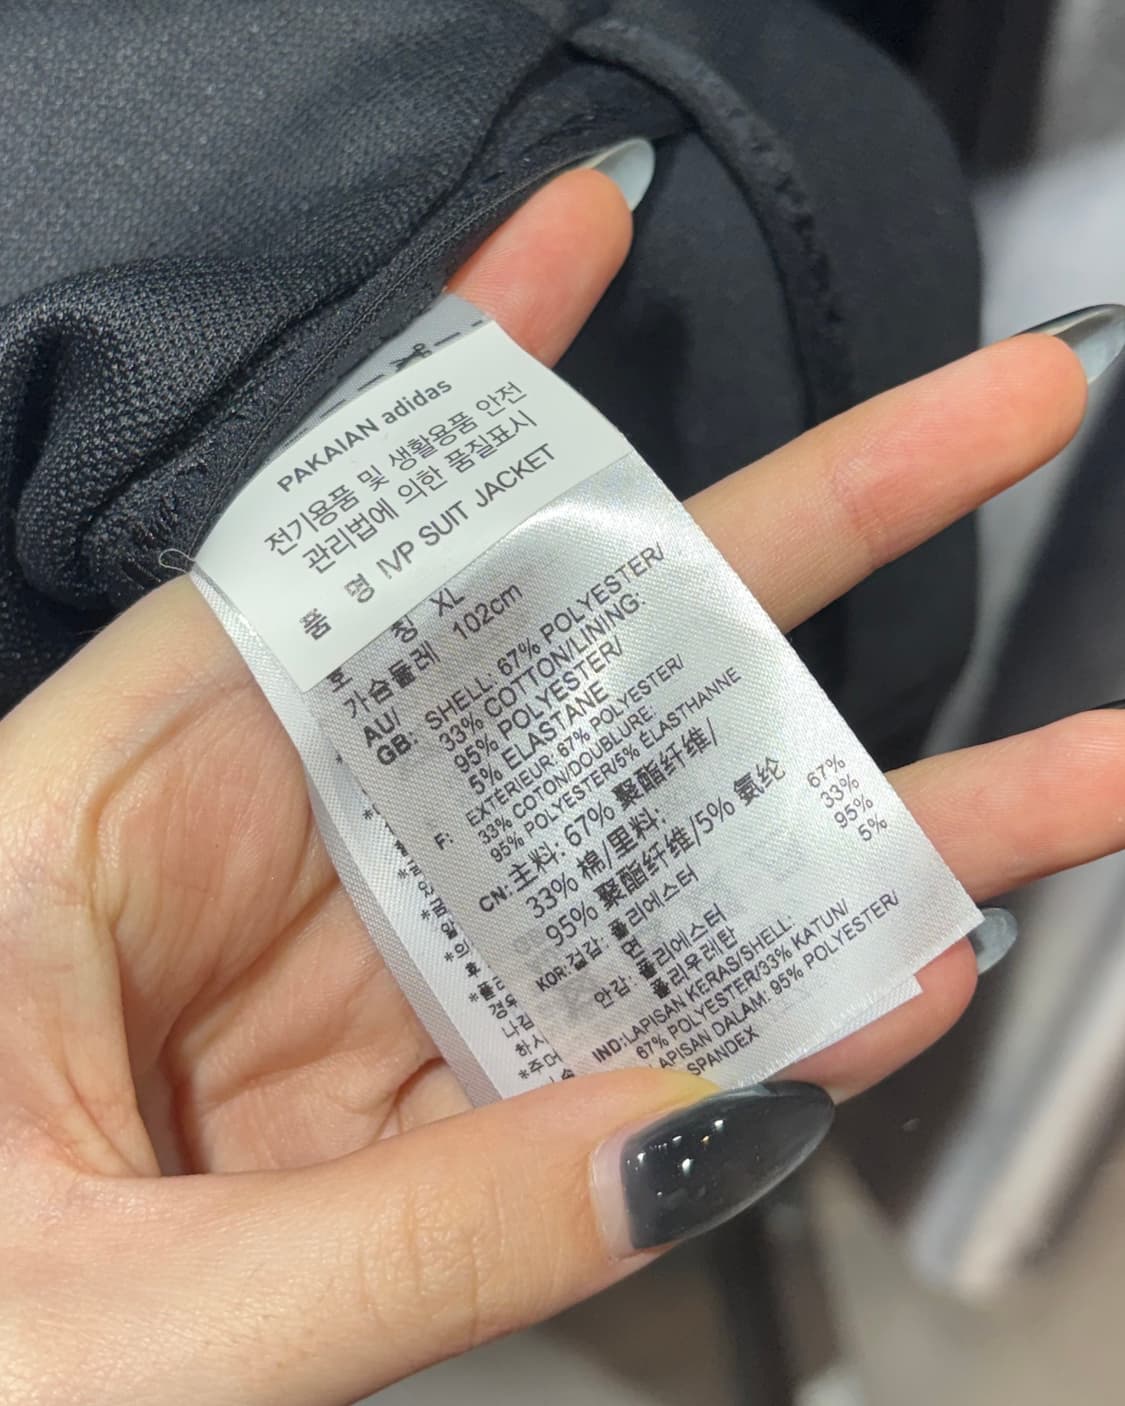 PAKAIAN adidas
전기용품 및 생활용품 안전
관리법에 의한 품질표시
품 명 IVP SUIT JACKET
호 칭 XL
가슴둘레 102cm
AU/
GB: SHELL: 67% POLYESTER/
33% COTTON/LINING:
95% POLYESTER/
5% ELASTANE
F: EXTÉRIEUR: 67% POLYESTER/
33% COTON/DOUBLURE:
95% POLYESTER/5% ÉLASTHANNE
CN: 主料: 67% 聚酯纤维/
33% 棉/里料:
95% 聚酯纤维/5% 氨纶
KOR: 겉감: 폴리에스터 67%
면 33%
안감: 폴리에스터 95%
폴리우레탄 5%
IND: LAPISAN KERAS/SHELL:
67% POLYESTER/33% KATUN/
LAPISAN DALAM: 95% POLYESTER/
SPANDEX